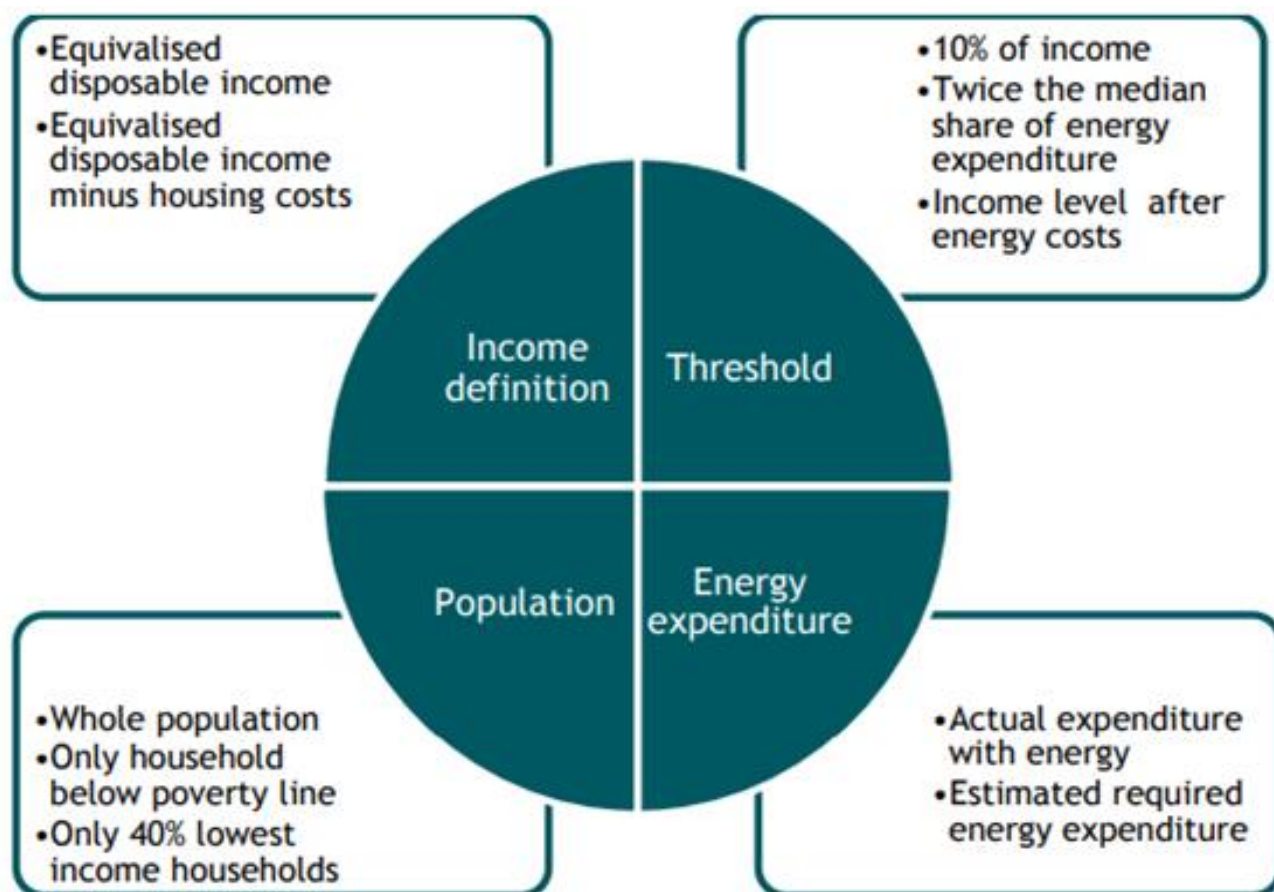 •Equivalised
disposable income
•Equivalised
disposable income
minus housing costs
•10% of income
•Twice the median
share of energy
expenditure
•Income level after
energy costs
Income
definition
Threshold
Population
Energy
expenditure
•Whole population
•Only household
below poverty line
•Only 40% lowest
income households
•Actual expenditure
with energy
•Estimated required
energy expenditure